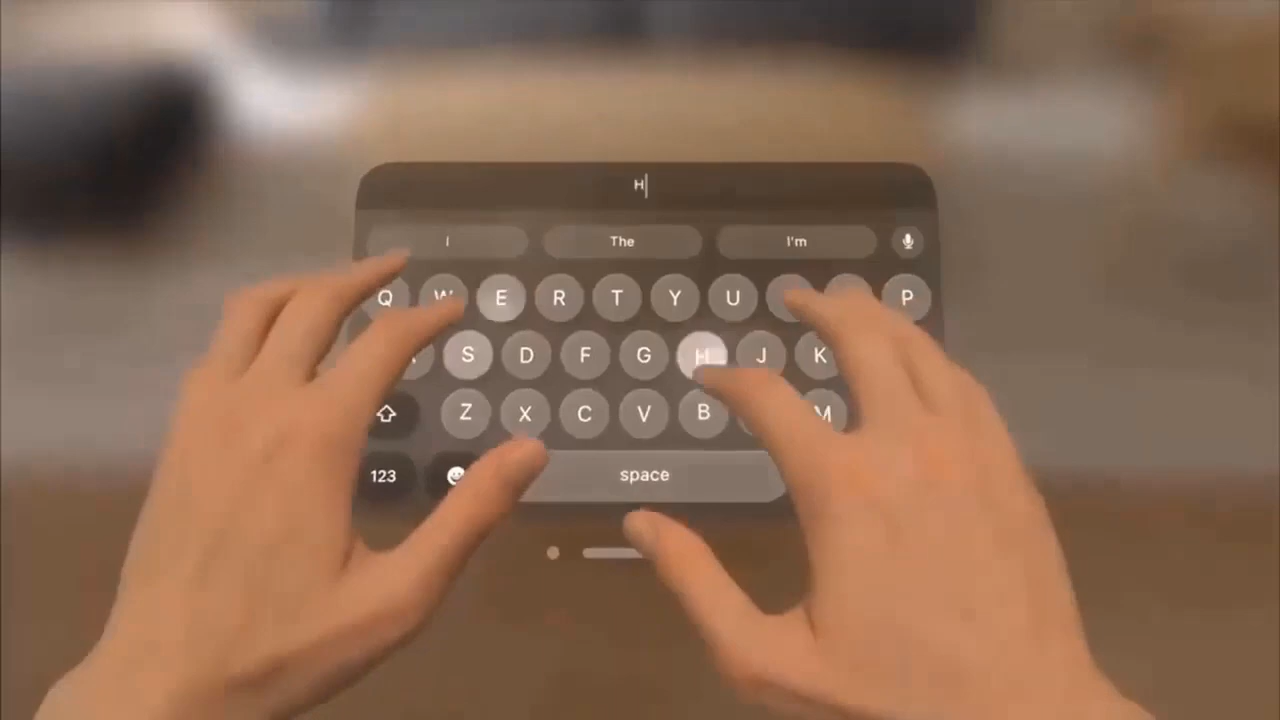 H
I The I'm
Q W E R T Y U P
S D F G H J K
Z X C V B M
123 space